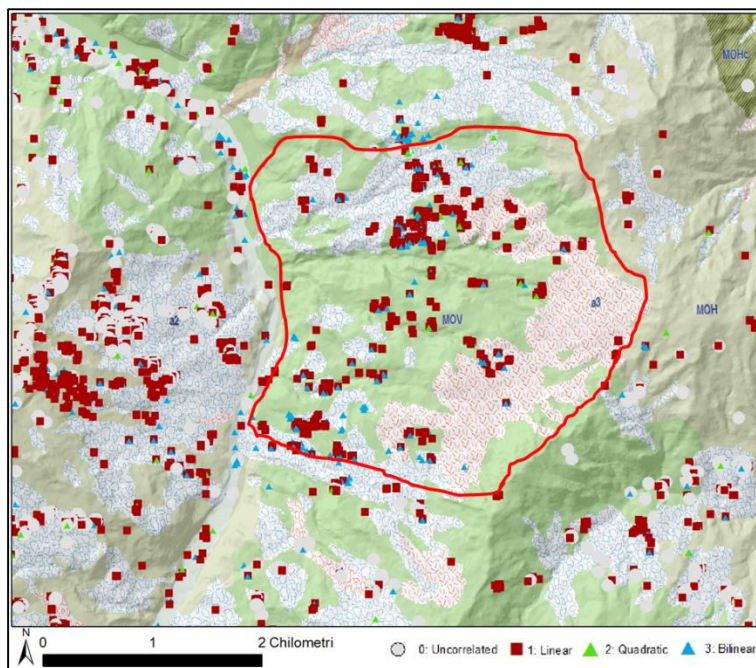 MOHc
a2
a3
MOV
MOH
N
0 1 2 Chilometri
0: Uncorrelated 1: Linear 2: Quadratic 3: Bilinear